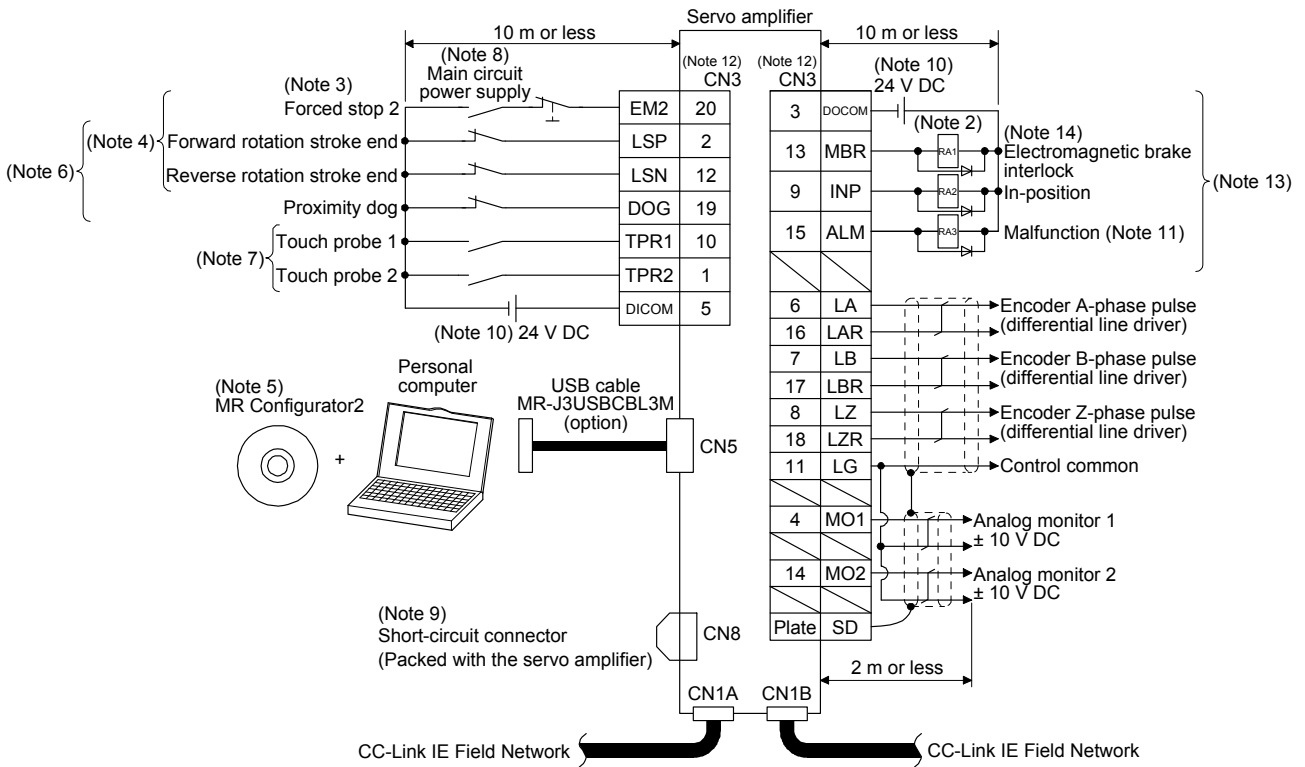 Servo amplifier
10 m or less
10 m or less
(Note 8)
Main circuit
power supply
(Note 12)
CN3
(Note 12)
CN3
(Note 10)
24 V DC
(Note 3)
Forced stop 2
EM2 20
(Note 4)
Forward rotation stroke end
LSP 2
(Note 6)
Reverse rotation stroke end
LSN 12
Proximity dog
DOG 19
(Note 7)
Touch probe 1
TPR1 10
Touch probe 2
TPR2 1
DICOM 5
(Note 10) 24 V DC
3 DOCOM
(Note 2)
(Note 14)
13 MBR
RA1
Electromagnetic brake
interlock
9 INP
RA2
In-position
15 ALM
RA3
Malfunction (Note 11)
(Note 13)
6 LA
Encoder A-phase pulse
(differential line driver)
16 LAR
7 LB
Encoder B-phase pulse
(differential line driver)
17 LBR
8 LZ
Encoder Z-phase pulse
(differential line driver)
18 LZR
11 LG
Control common
4 MO1
Analog monitor 1
± 10 V DC
14 MO2
Analog monitor 2
± 10 V DC
Plate SD
2 m or less
(Note 5)
MR Configurator2
+
Personal
computer
USB cable
MR-J3USBCBL3M
(option)
CN5
(Note 9)
Short-circuit connector
(Packed with the servo amplifier)
CN8
CN1A
CN1B
CC-Link IE Field Network
CC-Link IE Field Network